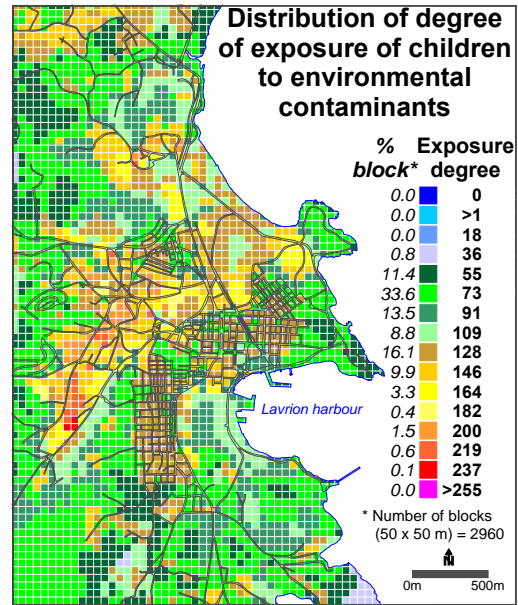 Distribution of degree
of exposure of children
to environmental
contaminants
% Exposure
block* degree
0.0 0
0.0 >1
0.0 18
0.8 36
11.4 55
33.6 73
13.5 91
8.8 109
16.1 128
9.9 146
3.3 164
0.4 182
1.5 200
0.6 219
0.1 237
0.0 >255
Lavrion harbour
* Number of blocks
(50 x 50 m) = 2960
N
0m 500m